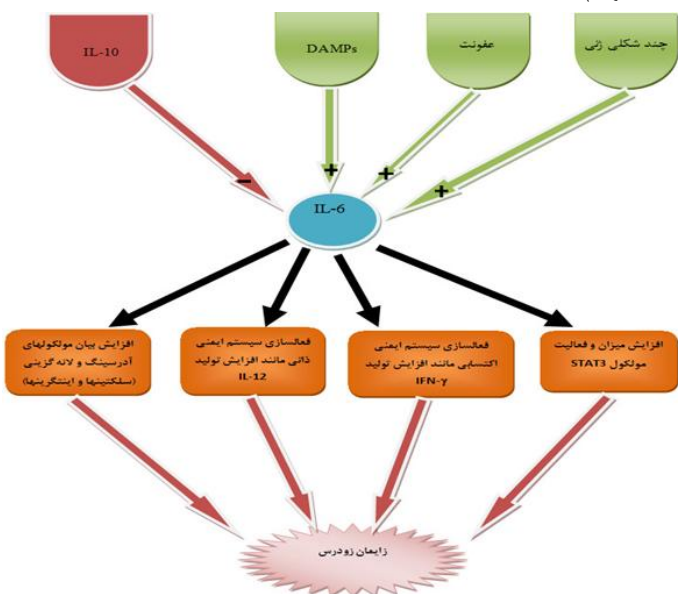 IL-10
DAMPs
عفونت
چند شکلی ژنی
-
+
+
+
IL-6
افزایش بیان مولکولهای
آدرسینگ و لانه گزینی
(سلکتینها و اینتگرینها)
فعالسازی سیستم ایمنی
ذاتی مانند افزایش تولید
IL-12
فعالسازی سیستم ایمنی
اکتسابی مانند افزایش تولید
IFN-γ
افزایش میزان و فعالیت
مولکول STAT3
زایمان زودرس